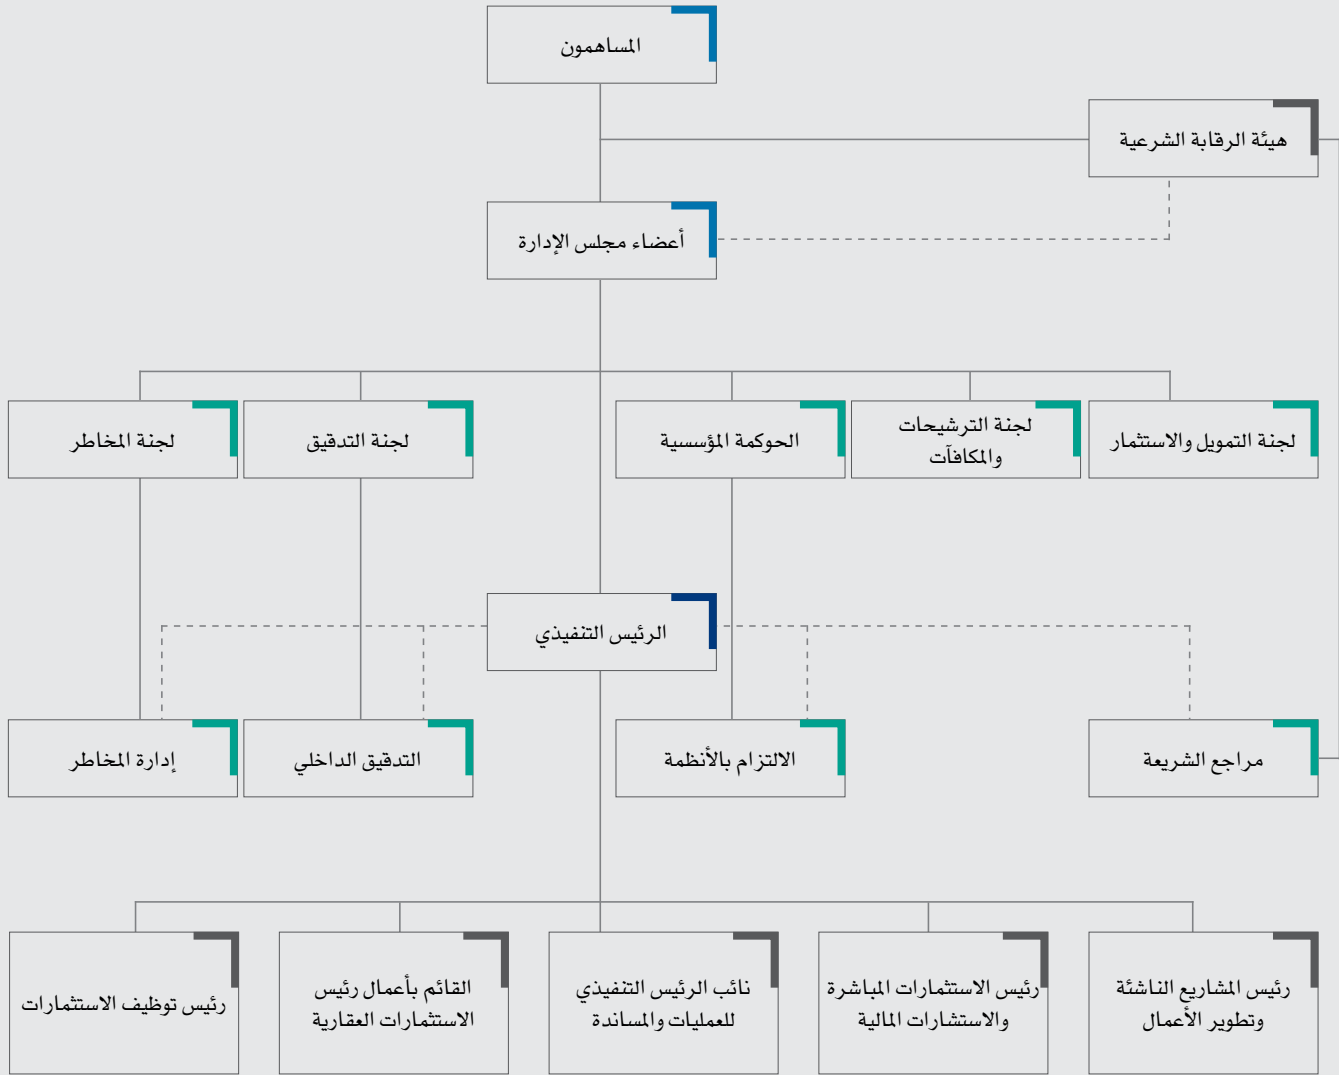 المساهمون
هيئة الرقابة الشرعية
أعضاء مجلس الإدارة
لجنة التمويل والاستثمار
لجنة الترشيحات
والمكافآت
الحوكمة المؤسسية
لجنة التدقيق
لجنة المخاطر
الرئيس التنفيذي
مراجع الشريعة
الالتزام بالأنظمة
التدقيق الداخلي
إدارة المخاطر
رئيس المشاريع الناشئة
وتطوير الأعمال
رئيس الاستثمارات المباشرة
والاستشارات المالية
نائب الرئيس التنفيذي
للعمليات والمساندة
القائم بأعمال رئيس
الاستثمارات العقارية
رئيس توظيف الاستثمارات